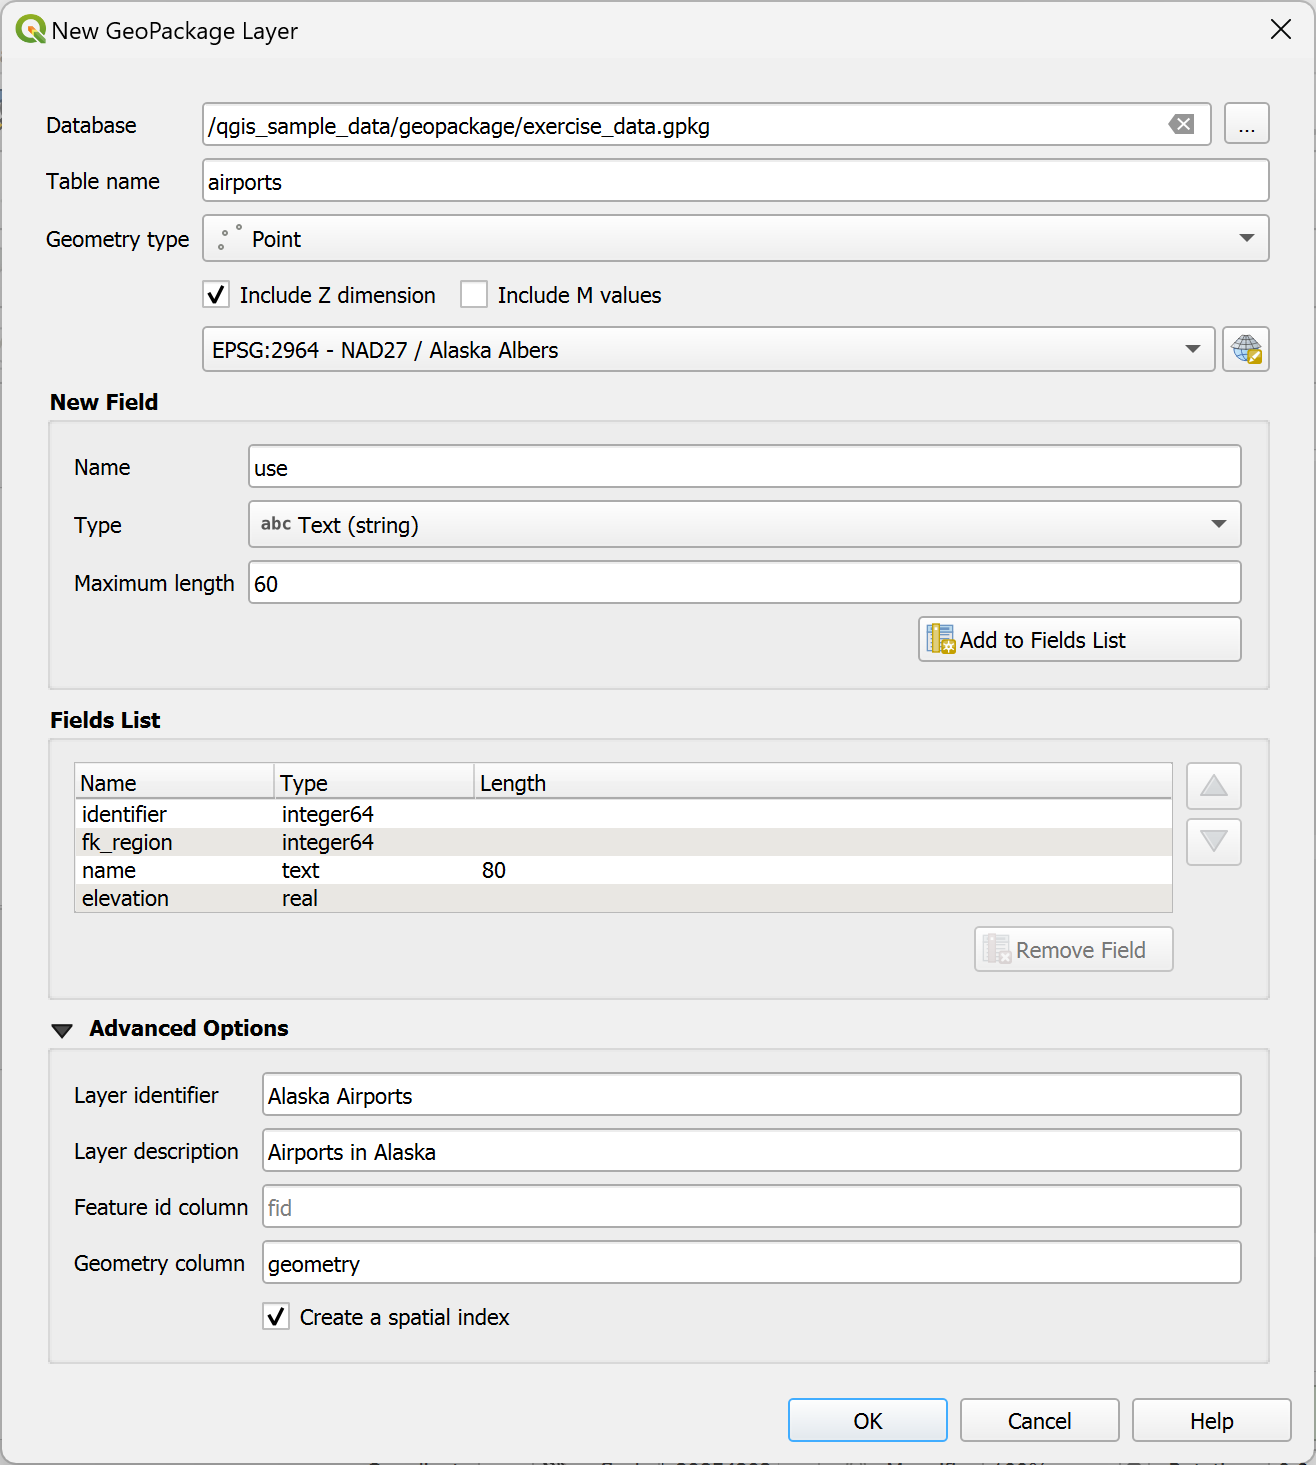 New GeoPackage Layer
Database /qgis_sample_data/geopackage/exercise_data.gpkg ...
Table name airports
Geometry type Point
Include Z dimension Include M values
EPSG:2964 - NAD27 / Alaska Albers
New Field
Name use
Type abc Text (string)
Maximum length 60
Add to Fields List
Fields List
Name Type Length
identifier integer64
fk_region integer64
name text 80
elevation real
Remove Field
Advanced Options
Layer identifier Alaska Airports
Layer description Airports in Alaska
Feature id column fid
Geometry column geometry
Create a spatial index
OK Cancel Help